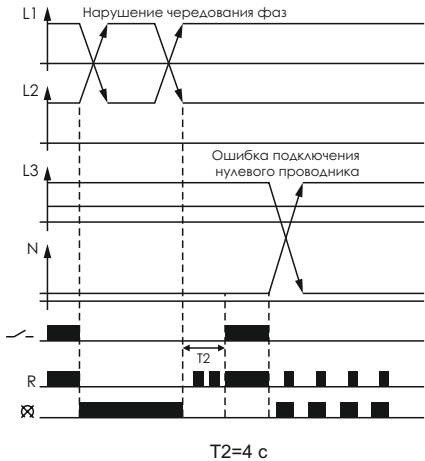 L1
Нарушение чередования фаз
L2
L3
Ошибка подключения
нулевого проводника
N
T2
R
T2=4 с